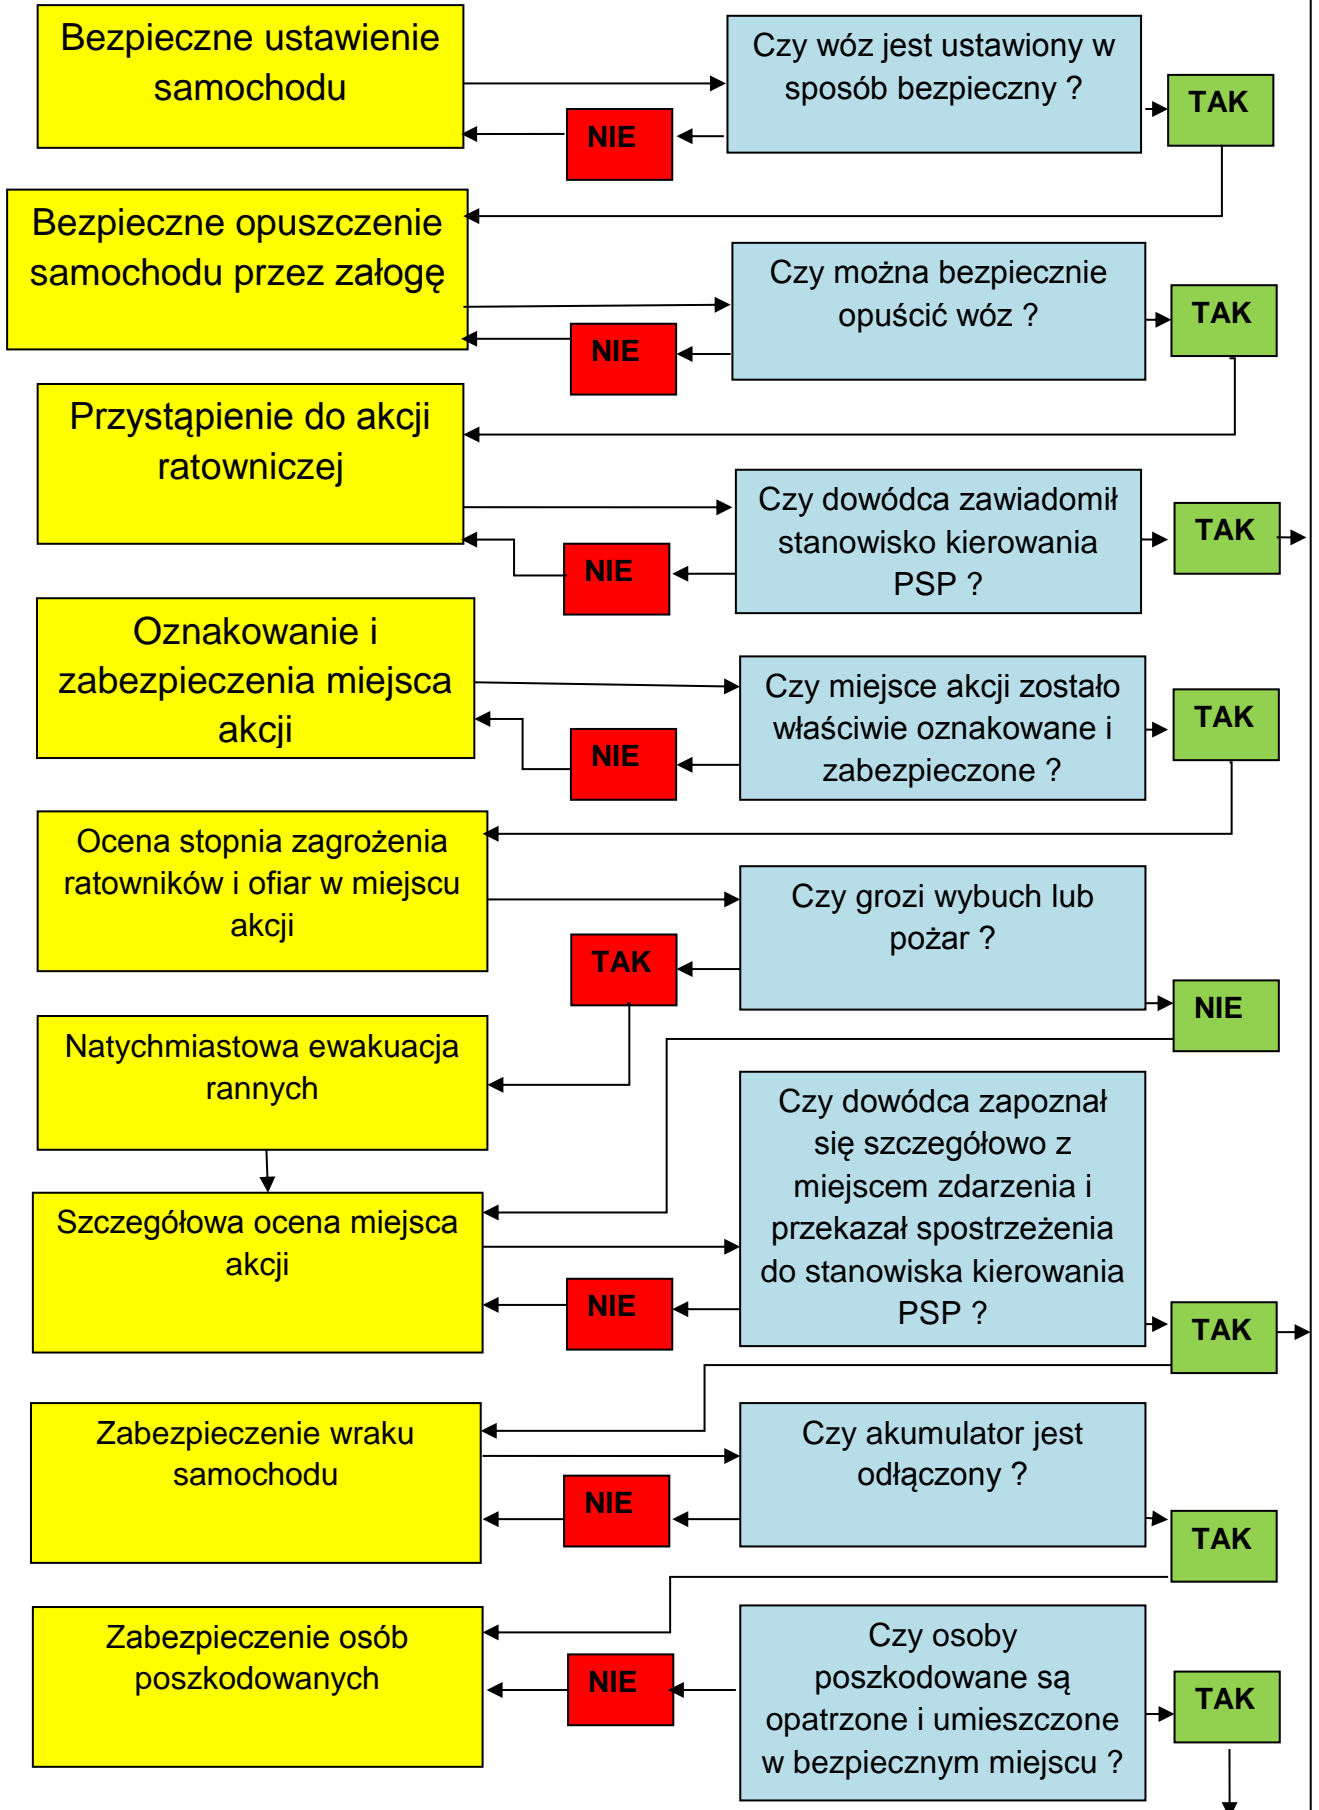 Bezpieczne ustawienie
samochodu
Czy wóz jest ustawiony w
sposób bezpieczny ?
TAK
NIE
Bezpieczne opuszczenie
samochodu przez załogę
Czy można bezpiecznie
opuścić wóz ?
TAK
NIE
Przystąpienie do akcji
ratowniczej
Czy dowódca zawiadomił
stanowisko kierowania
PSP ?
TAK
NIE
Oznakowanie i
zabezpieczenia miejsca
akcji
Czy miejsce akcji zostało
właściwie oznakowane i
zabezpieczone ?
TAK
NIE
Ocena stopnia zagrożenia
ratowników i ofiar w miejscu
akcji
Czy grozi wybuch lub
pożar ?
TAK
NIE
Natychmiastowa ewakuacja
rannych
Czy dowódca zapoznał
się szczegółowo z
miejscem zdarzenia i
przekazał spostrzeżenia
do stanowiska kierowania
PSP ?
Szczegółowa ocena miejsca
akcji
NIE
TAK
Zabezpieczenie wraku
samochodu
Czy akumulator jest
odłączony ?
NIE
TAK
Zabezpieczenie osób
poszkodowanych
Czy osoby
poszkodowane są
opatrzone i umieszczone
w bezpiecznym miejscu ?
NIE
TAK